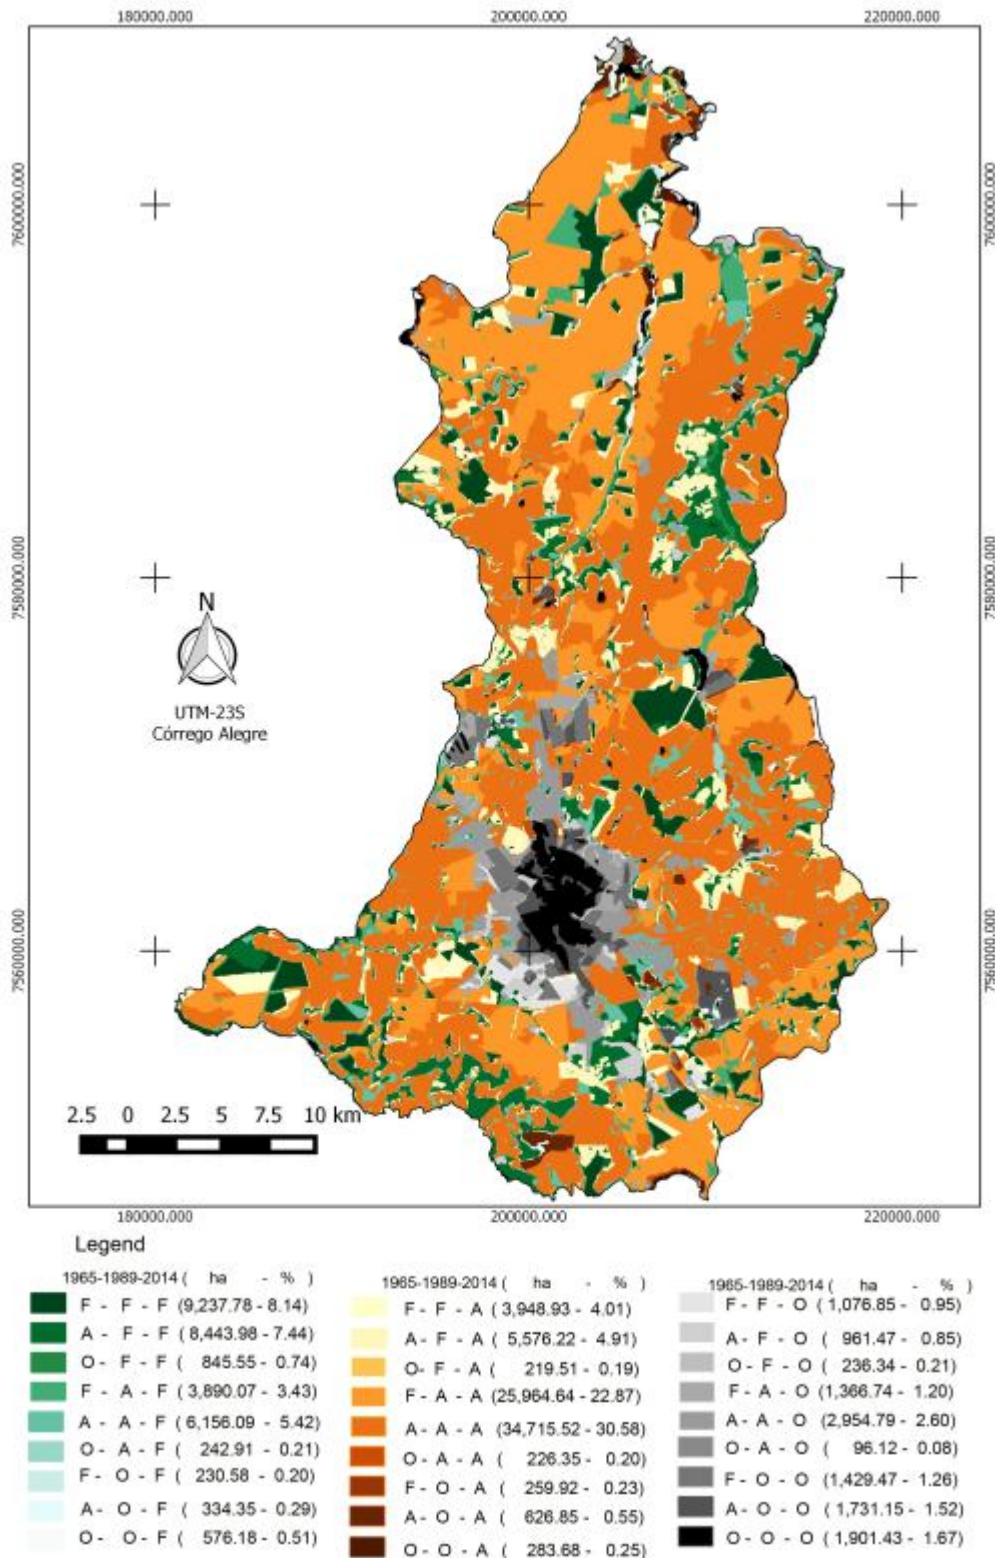 180000.000 200000.000 220000.000
7600000.000 7600000.000
7580000.000 7580000.000
N
UTM-23S
Córrego Alegre
7560000.000 7560000.000
2.5 0 2.5 5 7.5 10 km
180000.000 200000.000 220000.000
Legend
1965-1989-2014 ( ha - % )
F - F - F (9,237.78 - 8.14)
A - F - F (8,443.98 - 7.44)
O - F - F ( 845.55 - 0.74)
F - A - F (3,890.07 - 3.43)
A - A - F (6,156.09 - 5.42)
O - A - F ( 242.91 - 0.21)
F - O - F ( 230.58 - 0.20)
A - O - F ( 334.35 - 0.29)
O - O - F ( 576.18 - 0.51)
1965-1989-2014 ( ha - % )
F - F - A (3,948.93 - 4.01)
A - F - A (5,576.22 - 4.91)
O - F - A ( 219.51 - 0.19)
F - A - A (25,964.64 - 22.87)
A - A - A (34,715.52 - 30.58)
O - A - A ( 226.35 - 0.20)
F - O - A ( 259.92 - 0.23)
A - O - A ( 626.85 - 0.55)
O - O - A ( 283.68 - 0.25)
1965-1989-2014 ( ha - % )
F - F - O (1,076.85 - 0.95)
A - F - O ( 961.47 - 0.85)
O - F - O ( 236.34 - 0.21)
F - A - O (1,366.74 - 1.20)
A - A - O (2,954.79 - 2.60)
O - A - O ( 96.12 - 0.08)
F - O - O (1,429.47 - 1.26)
A - O - O (1,731.15 - 1.52)
O - O - O (1,901.43 - 1.67)